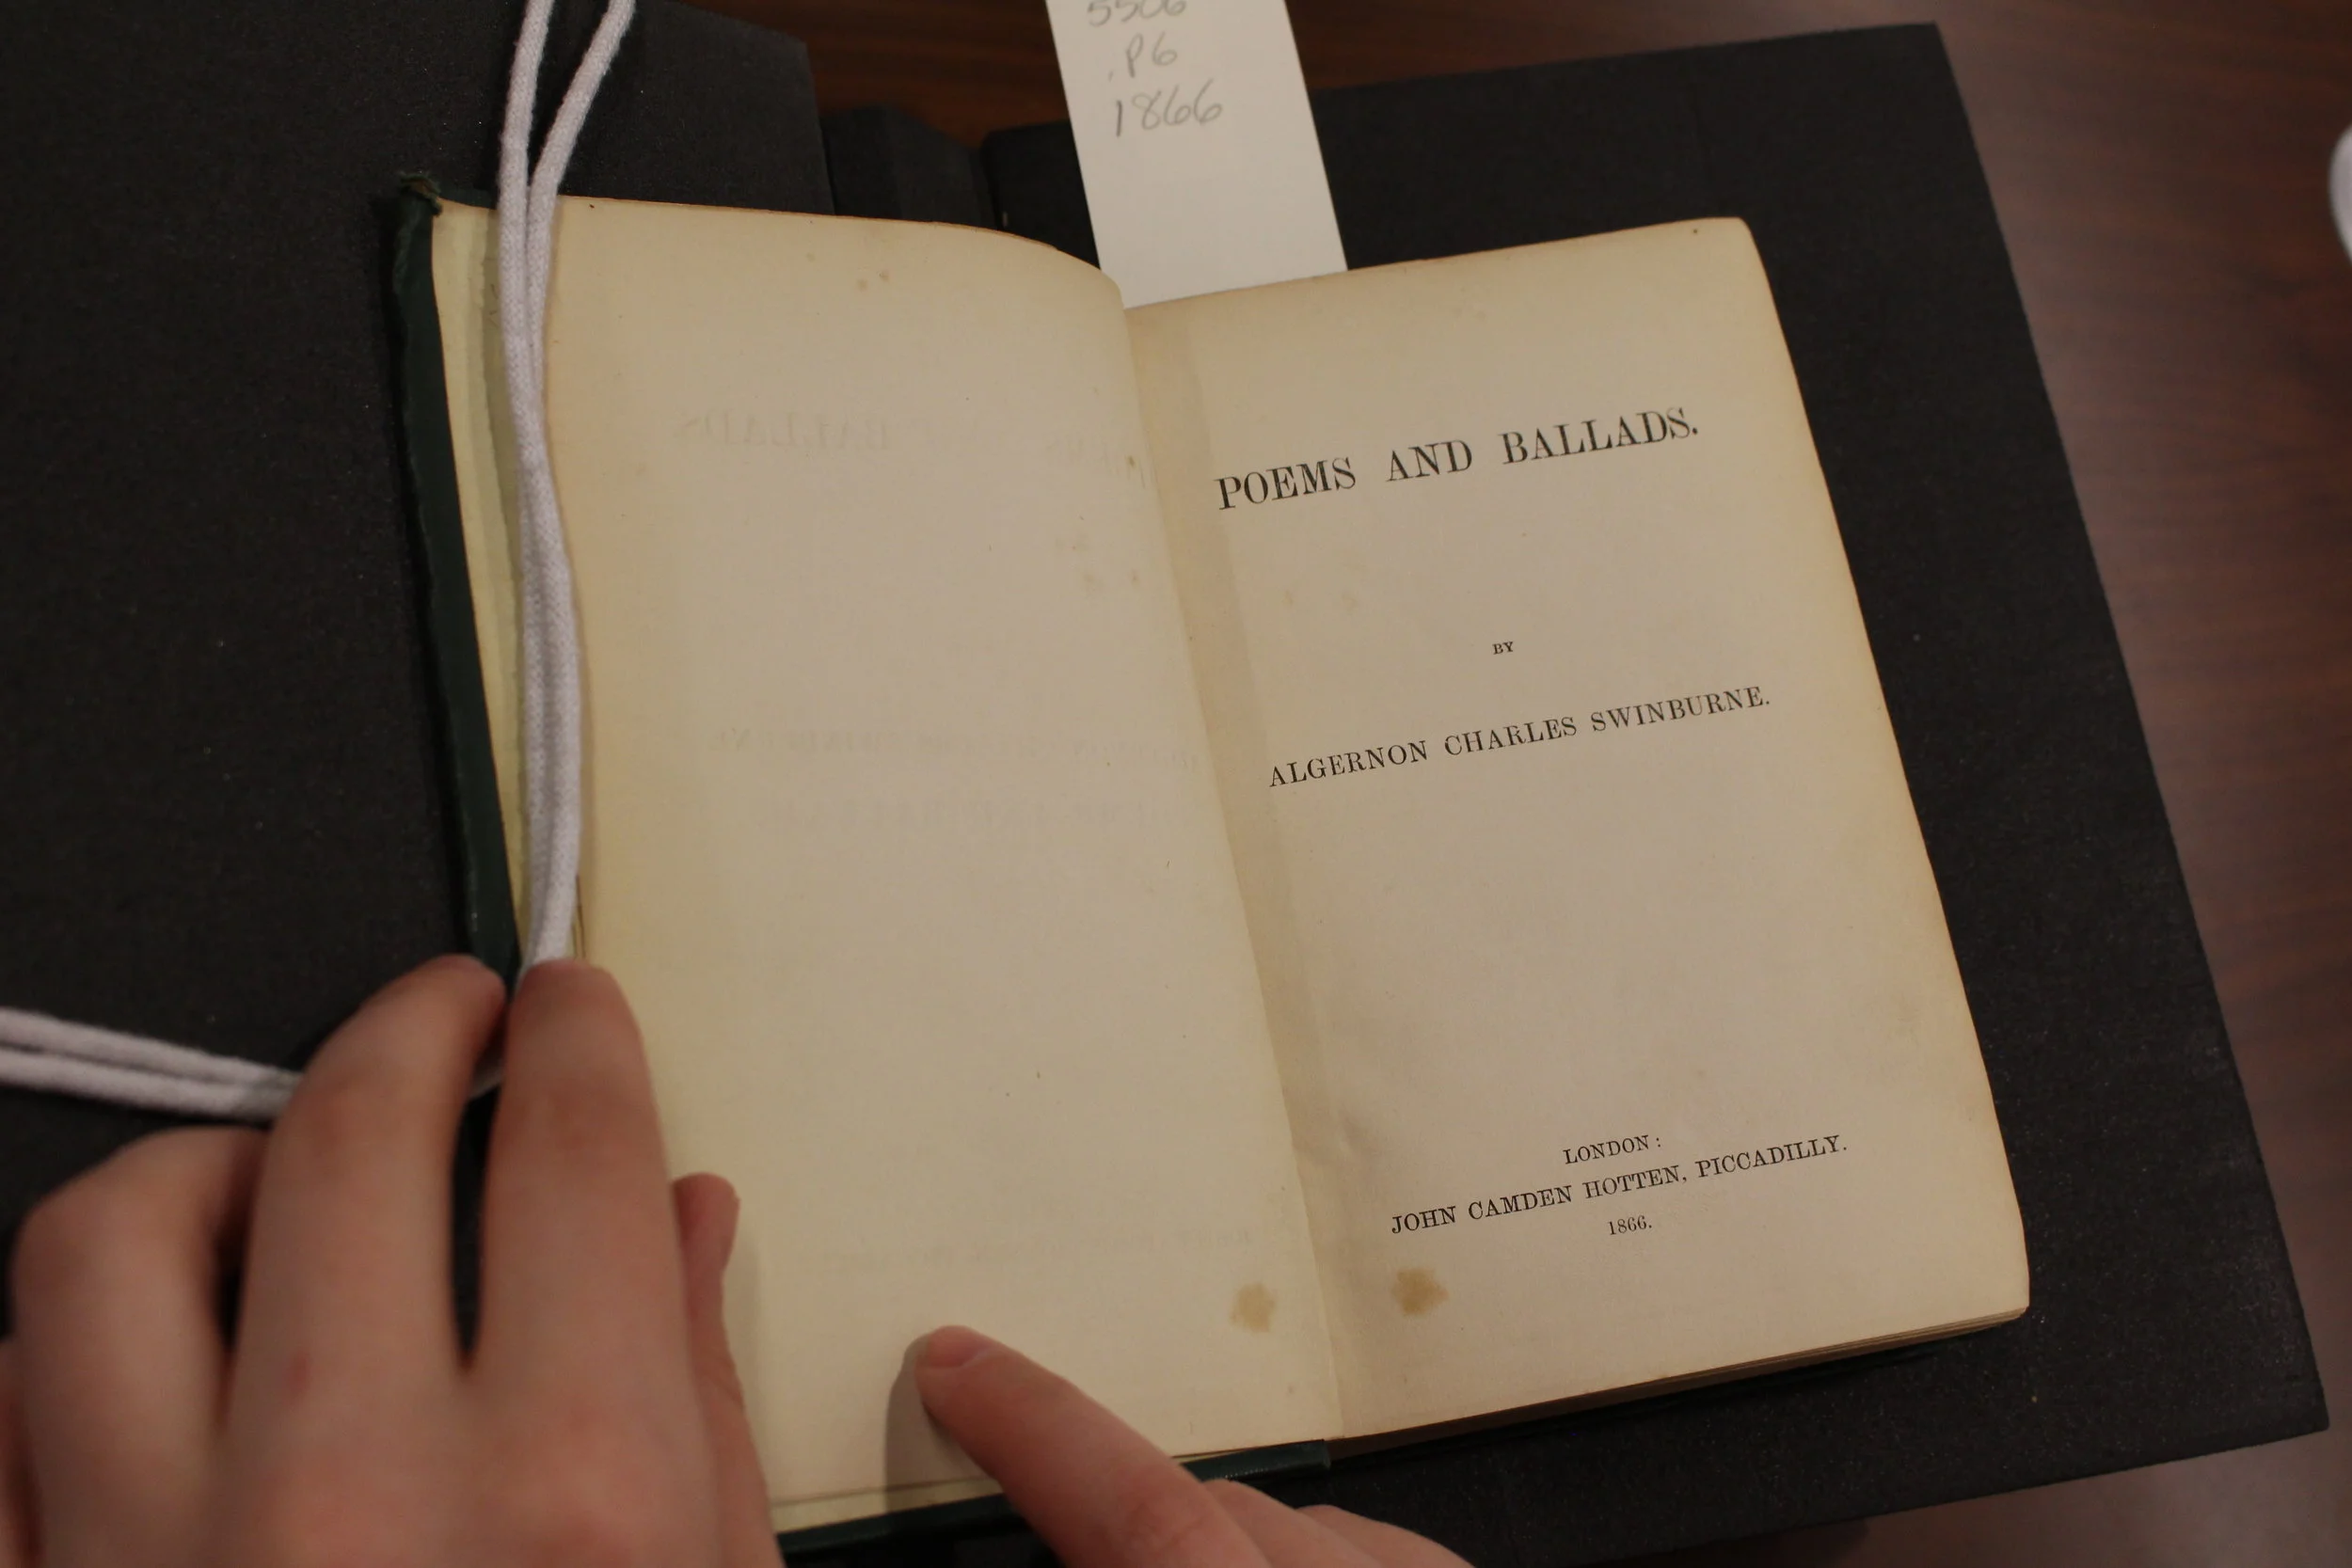 5506
.P6
1866
POEMS AND BALLADS.
BY
ALGERNON CHARLES SWINBURNE.
LONDON:
JOHN CAMDEN HOTTEN, PICCADILLY.
1866.